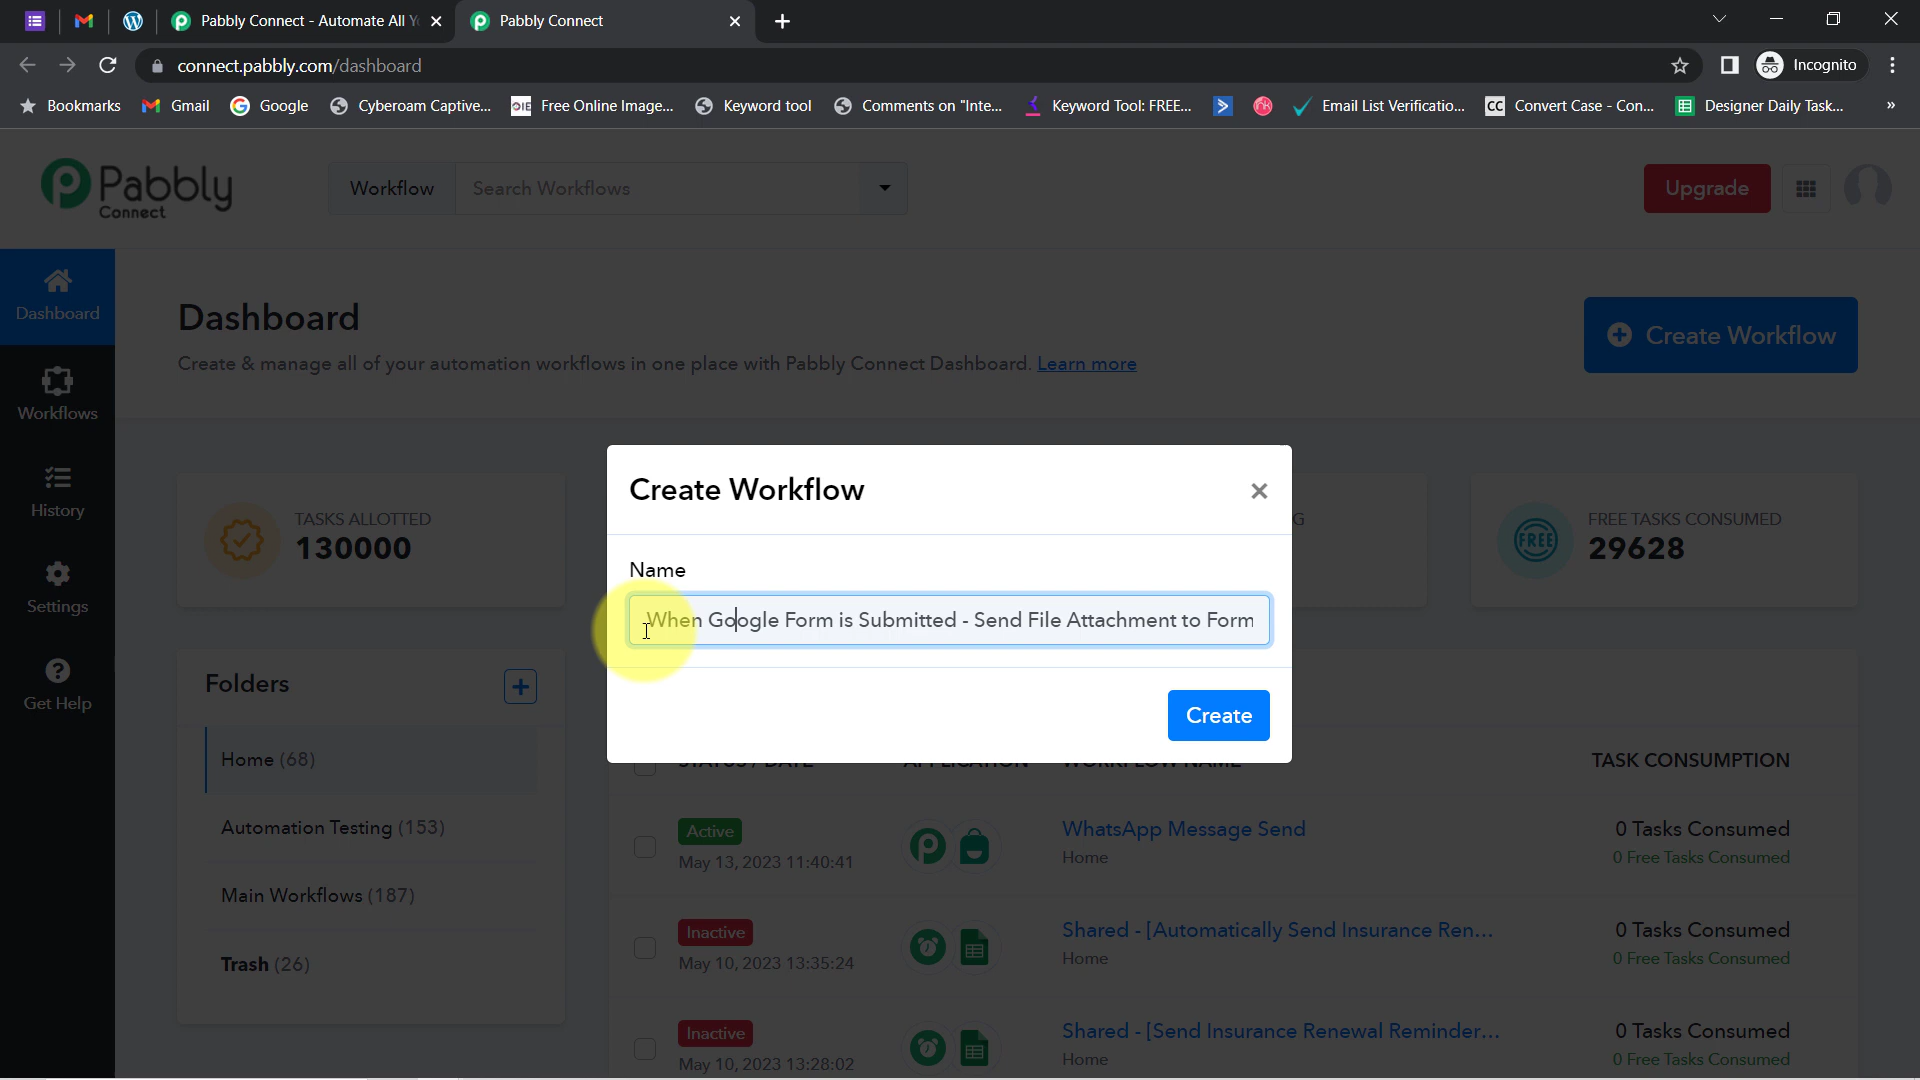 Pabbly Connect - Automate All Y
Pabbly Connect
connect.pabbly.com/dashboard
Incognito
Bookmarks
Gmail
Google
Cyberoam Captive...
OIE
Free Online Image...
Keyword tool
Comments on "Inte...
Keyword Tool: FREE...
Email List Verificatio...
CC
Convert Case - Con...
Designer Daily Task...
»
Pabbly
Connect
Workflow
Search Workflows
Upgrade
Dashboard
Workflows
History
Settings
Get Help
Dashboard
Create & manage all of your automation workflows in one place with Pabbly Connect Dashboard. Learn more
Create Workflow
TASKS ALLOTTED
130000
G
FREE
FREE TASKS CONSUMED
29628
Create Workflow
Name
When Google Form is Submitted - Send File Attachment to Form
Create
Folders
Home (68)
Automation Testing (153)
Main Workflows (187)
Trash (26)
STATUS / DATE
APPLICATION
WORKFLOW NAME
TASK CONSUMPTION
Active
May 13, 2023 11:40:41
WhatsApp Message Send
Home
0 Tasks Consumed
0 Free Tasks Consumed
Inactive
May 10, 2023 13:35:24
Shared - [Automatically Send Insurance Ren...
Home
0 Tasks Consumed
0 Free Tasks Consumed
Inactive
May 10, 2023 13:28:02
Shared - [Send Insurance Renewal Reminder...
Home
0 Tasks Consumed
0 Free Tasks Consumed